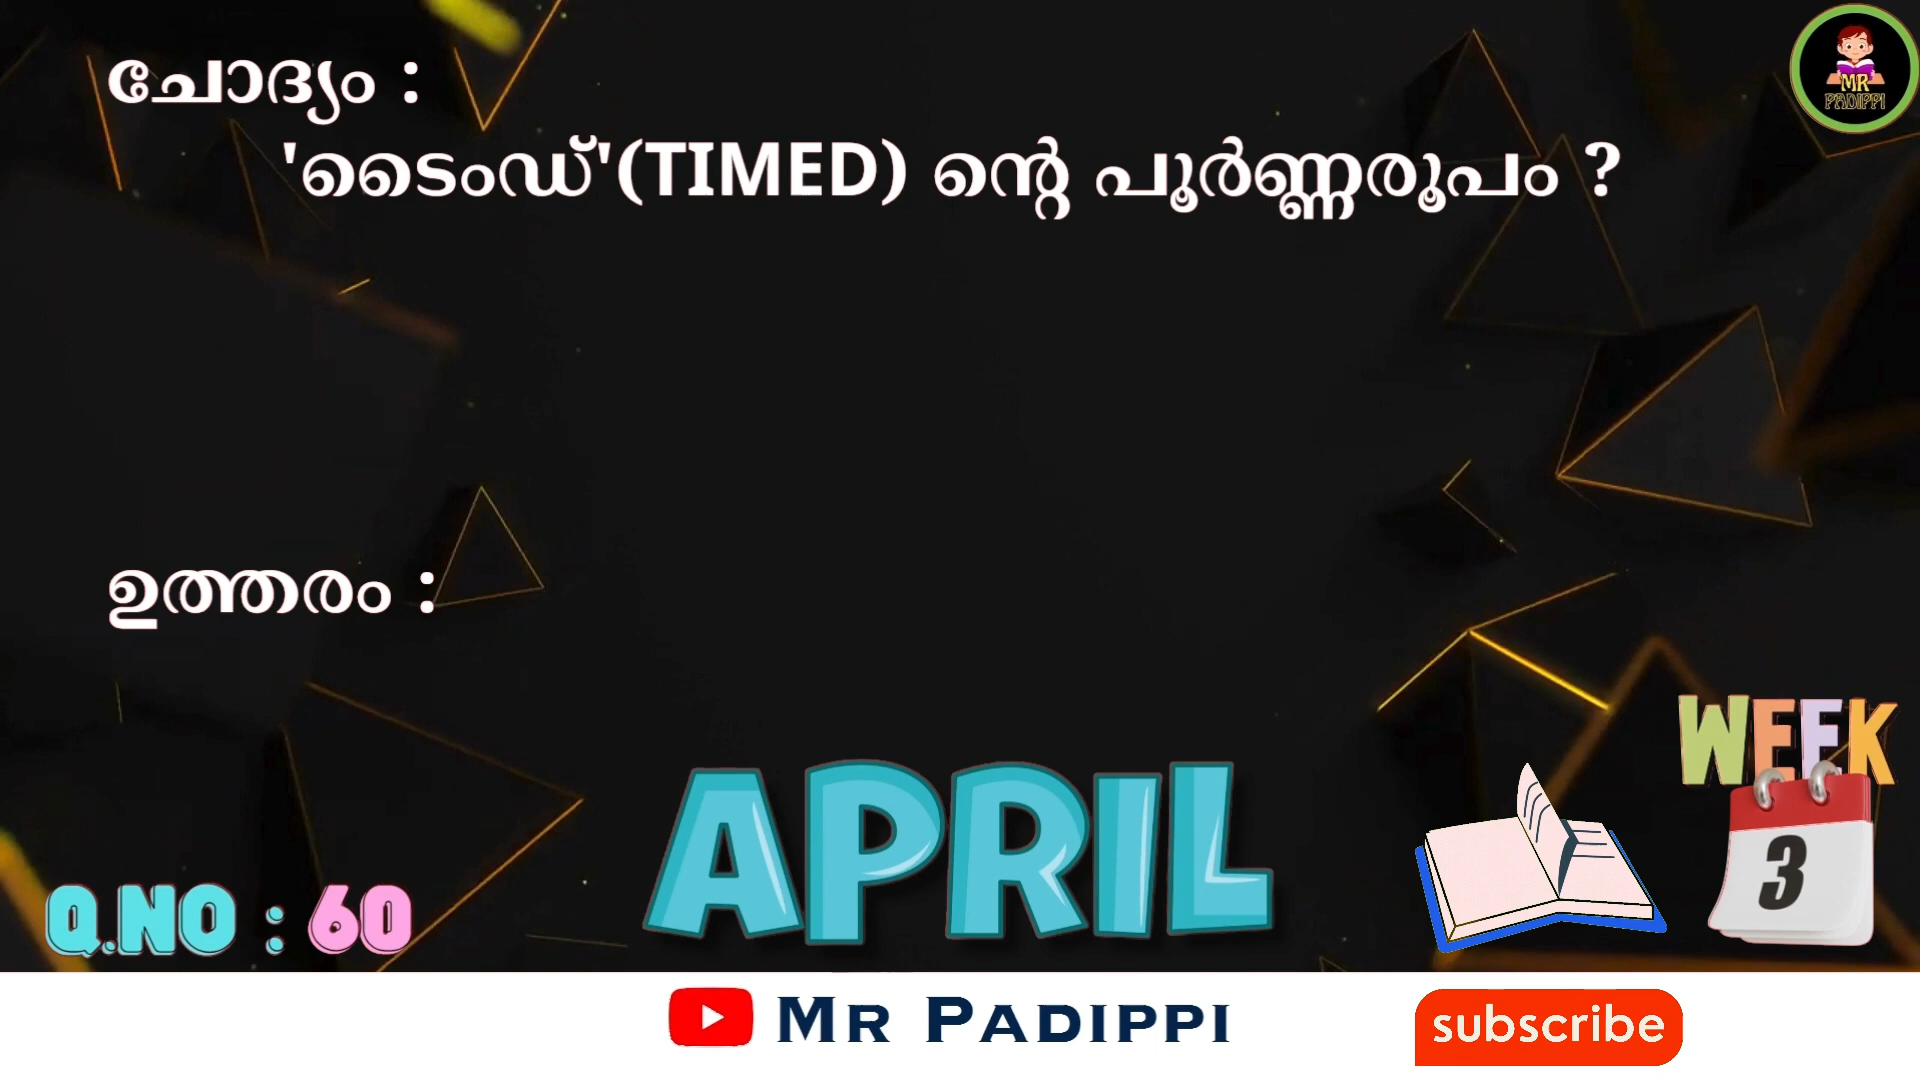 ചോദ്യം :
'ടൈംഡ്'(TIMED) ന്റെ പൂർണ്ണരൂപം ?
MR
PADIPPI
ഉത്തരം :
WEEK
3
APRIL
Q.NO : 60
MR PADIPPI
subscribe